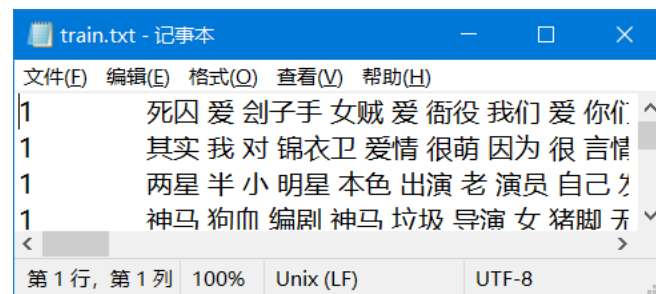 train.txt - 记事本
文件(F) 编辑(E) 格式(O) 查看(V) 帮助(H)
1 死囚 爱 刽子手 女贼 爱 衙役 我们 爱 你们
1 其实 我 对 锦衣卫 爱情 很萌 因为 很 言情
1 两星 半 小 明星 本色 出演 老 演员 自己
1 神马 狗血 编剧 神马 垃圾 导演 女 猪脚 无
第 1 行，第 1 列 100% Unix (LF) UTF-8